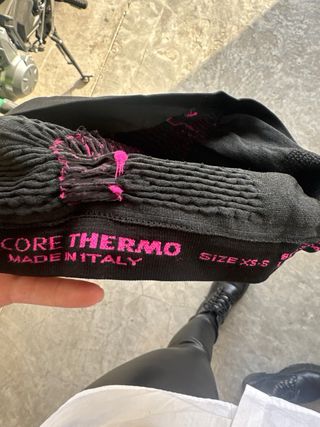 CORE THERMO
MADE IN ITALY
SIZE XS-S